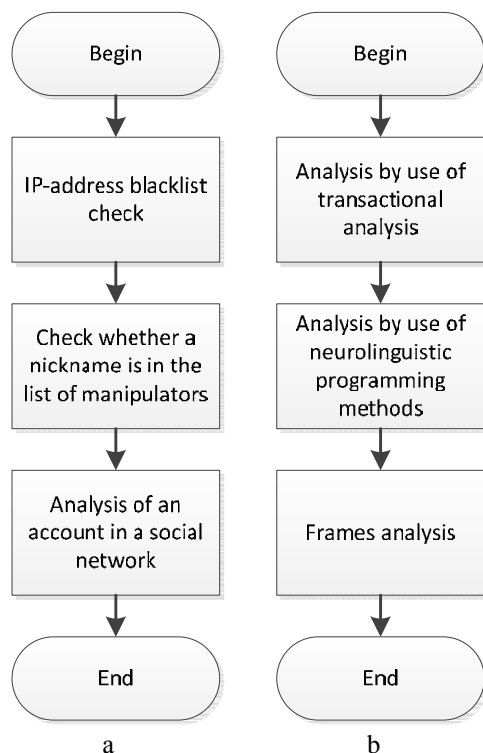 Begin
IP-address blacklist
check
Check whether a
nickname is in the
list of manipulators
Analysis of an
account in a social
network
End
a
Begin
Analysis by use of
transactional
analysis
Analysis by use of
neurolinguistic
programming
methods
Frames analysis
End
b